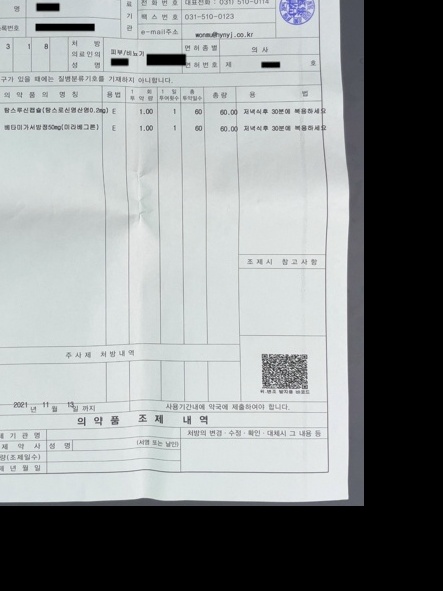 명 료 전화번호 대표전화 : 031) 510-0114
기 팩스번호 031-510-0123
록번호 관 e-mail주소 wonmu@hynyj.co.kr
3 1 8 처방 의료인의 성명 피부/비뇨기 면허종별 의사
면허번호 제 호
구가 있을 때에는 질병분류기호를 기재하지 아니합니다.
의약품의 명칭 용법 1회 투약량 1일 투여횟수 총 투약일수 총량 용법
탐스루신캡슐(탐스로신염산염0.2mg) E 1.00 1 60 60.00 저녁식후 30분에 복용하세요
베타미가서방정50mg(미라베그론) E 1.00 1 60 60.00 저녁식후 30분에 복용하세요
조제시 참고사항
주사제 처방내역
2021 년 11 월 13 일 까지 사용기간내에 약국에 제출하여야 합니다.
의약품 조제 내역
제기관명 처방의 변경·수정·확인·대체시 그 내용 등
제약사 성명 (서명 또는 날인)
량(조제일수)
제년월일